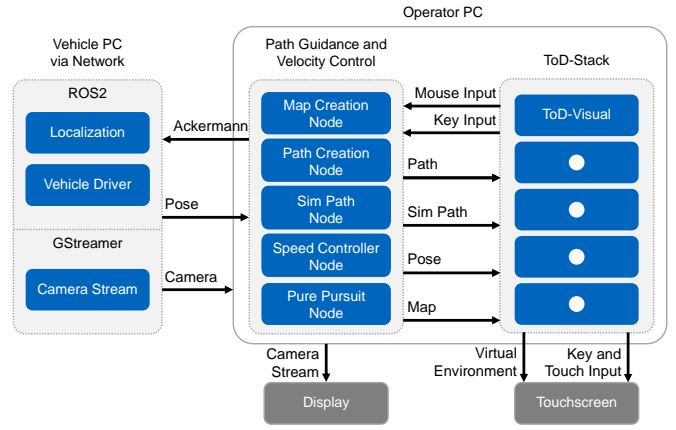 Operator PC
Vehicle PC
via Network
Path Guidance and
Velocity Control
ToD-Stack
ROS2
Localization
Vehicle Driver
GStreamer
Camera Stream
Ackermann
Pose
Camera
Map Creation
Node
Path Creation
Node
Sim Path
Node
Speed Controller
Node
Pure Pursuit
Node
Mouse Input
Key Input
Path
Sim Path
Pose
Map
ToD-Visual
Camera
Stream
Virtual
Environment
Key and
Touch Input
Display
Touchscreen